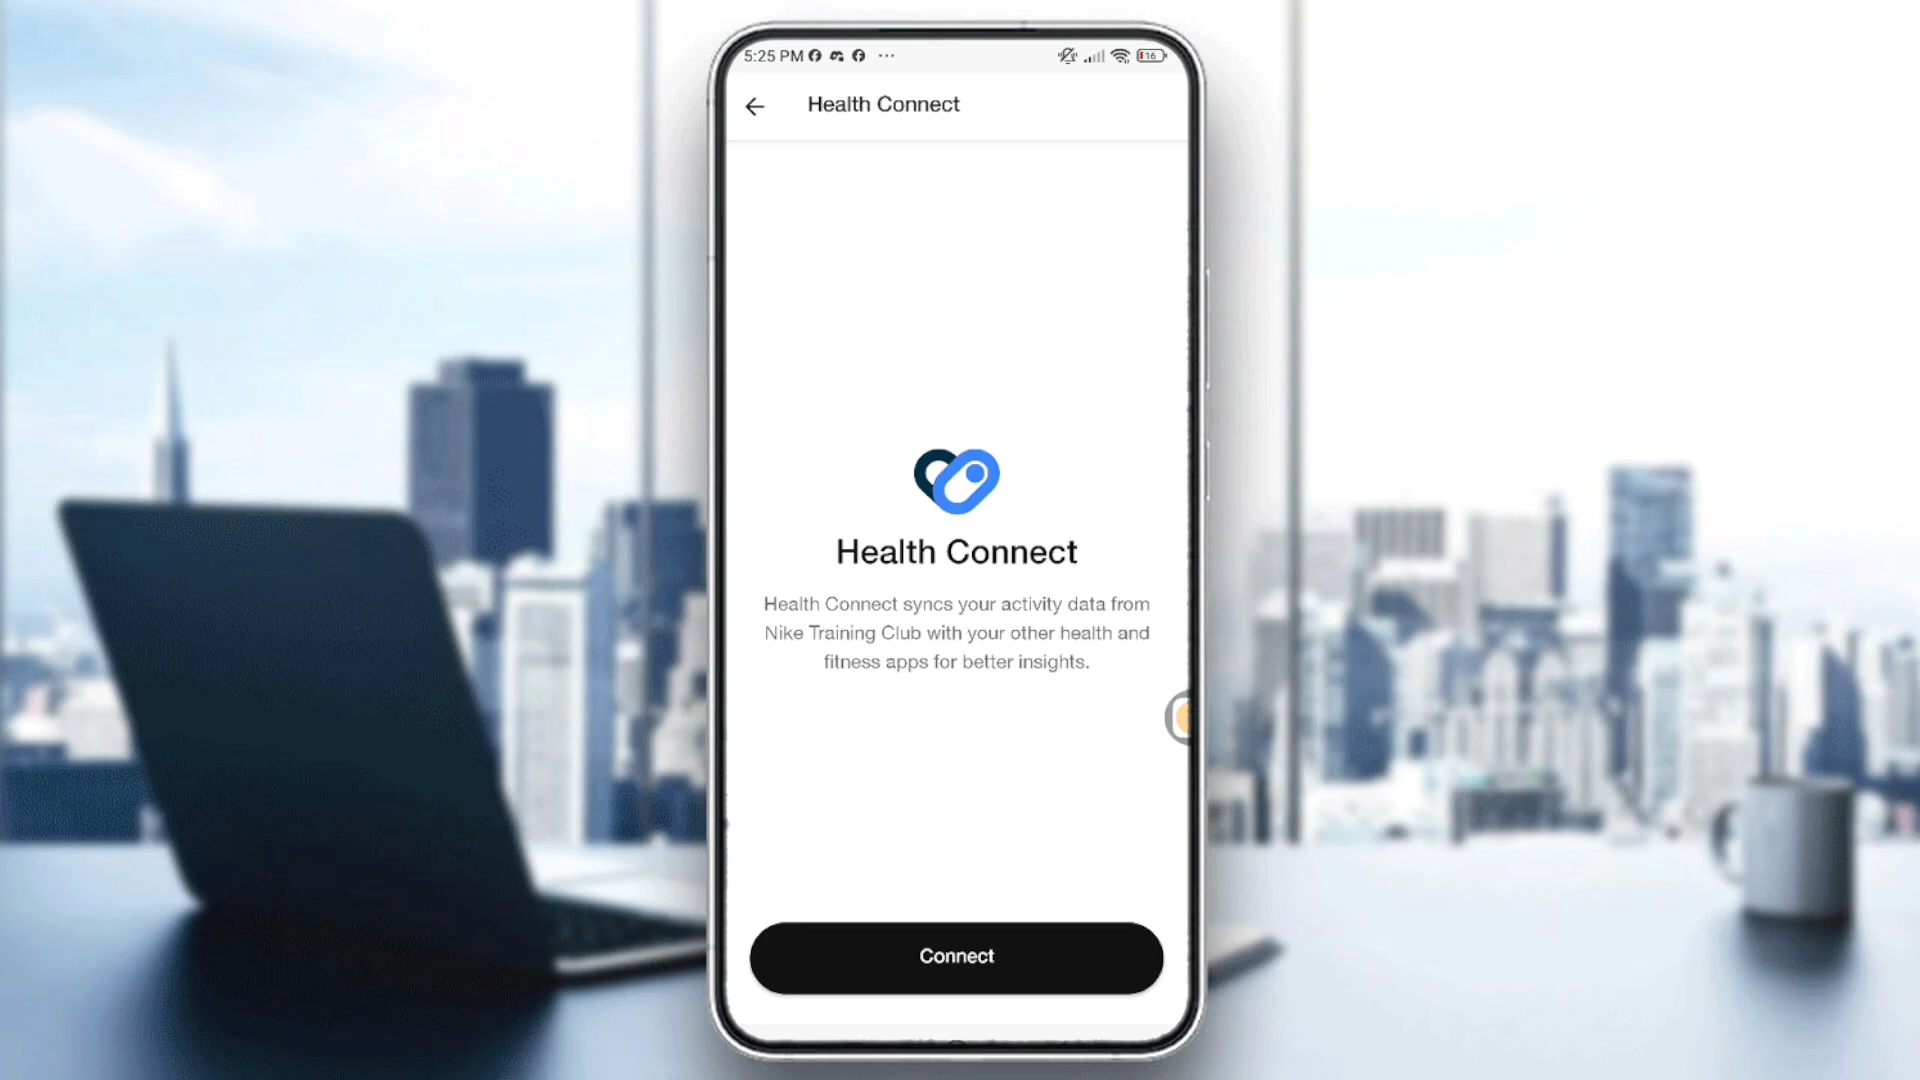 5:25 PM
16
Health Connect
Health Connect
Health Connect syncs your activity data from
Nike Training Club with your other health and
fitness apps for better insights.
Connect